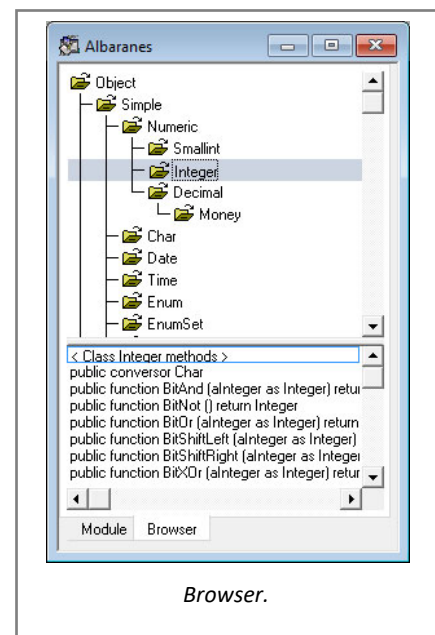 Albaranes
Object
Simple
Numeric
Smallint
Integer
Decimal
Money
Char
Date
Time
Enum
EnumSet
< Class Integer methods >
public conversor Char
public function BitAnd (aInteger as Integer) retur
public function BitNot () return Integer
public function BitOr (aInteger as Integer) return
public function BitShiftLeft (aInteger as Integer)
public function BitShiftRight (aInteger as Integer
public function BitXOr (aInteger as Integer) retur
Module Browser
Browser.